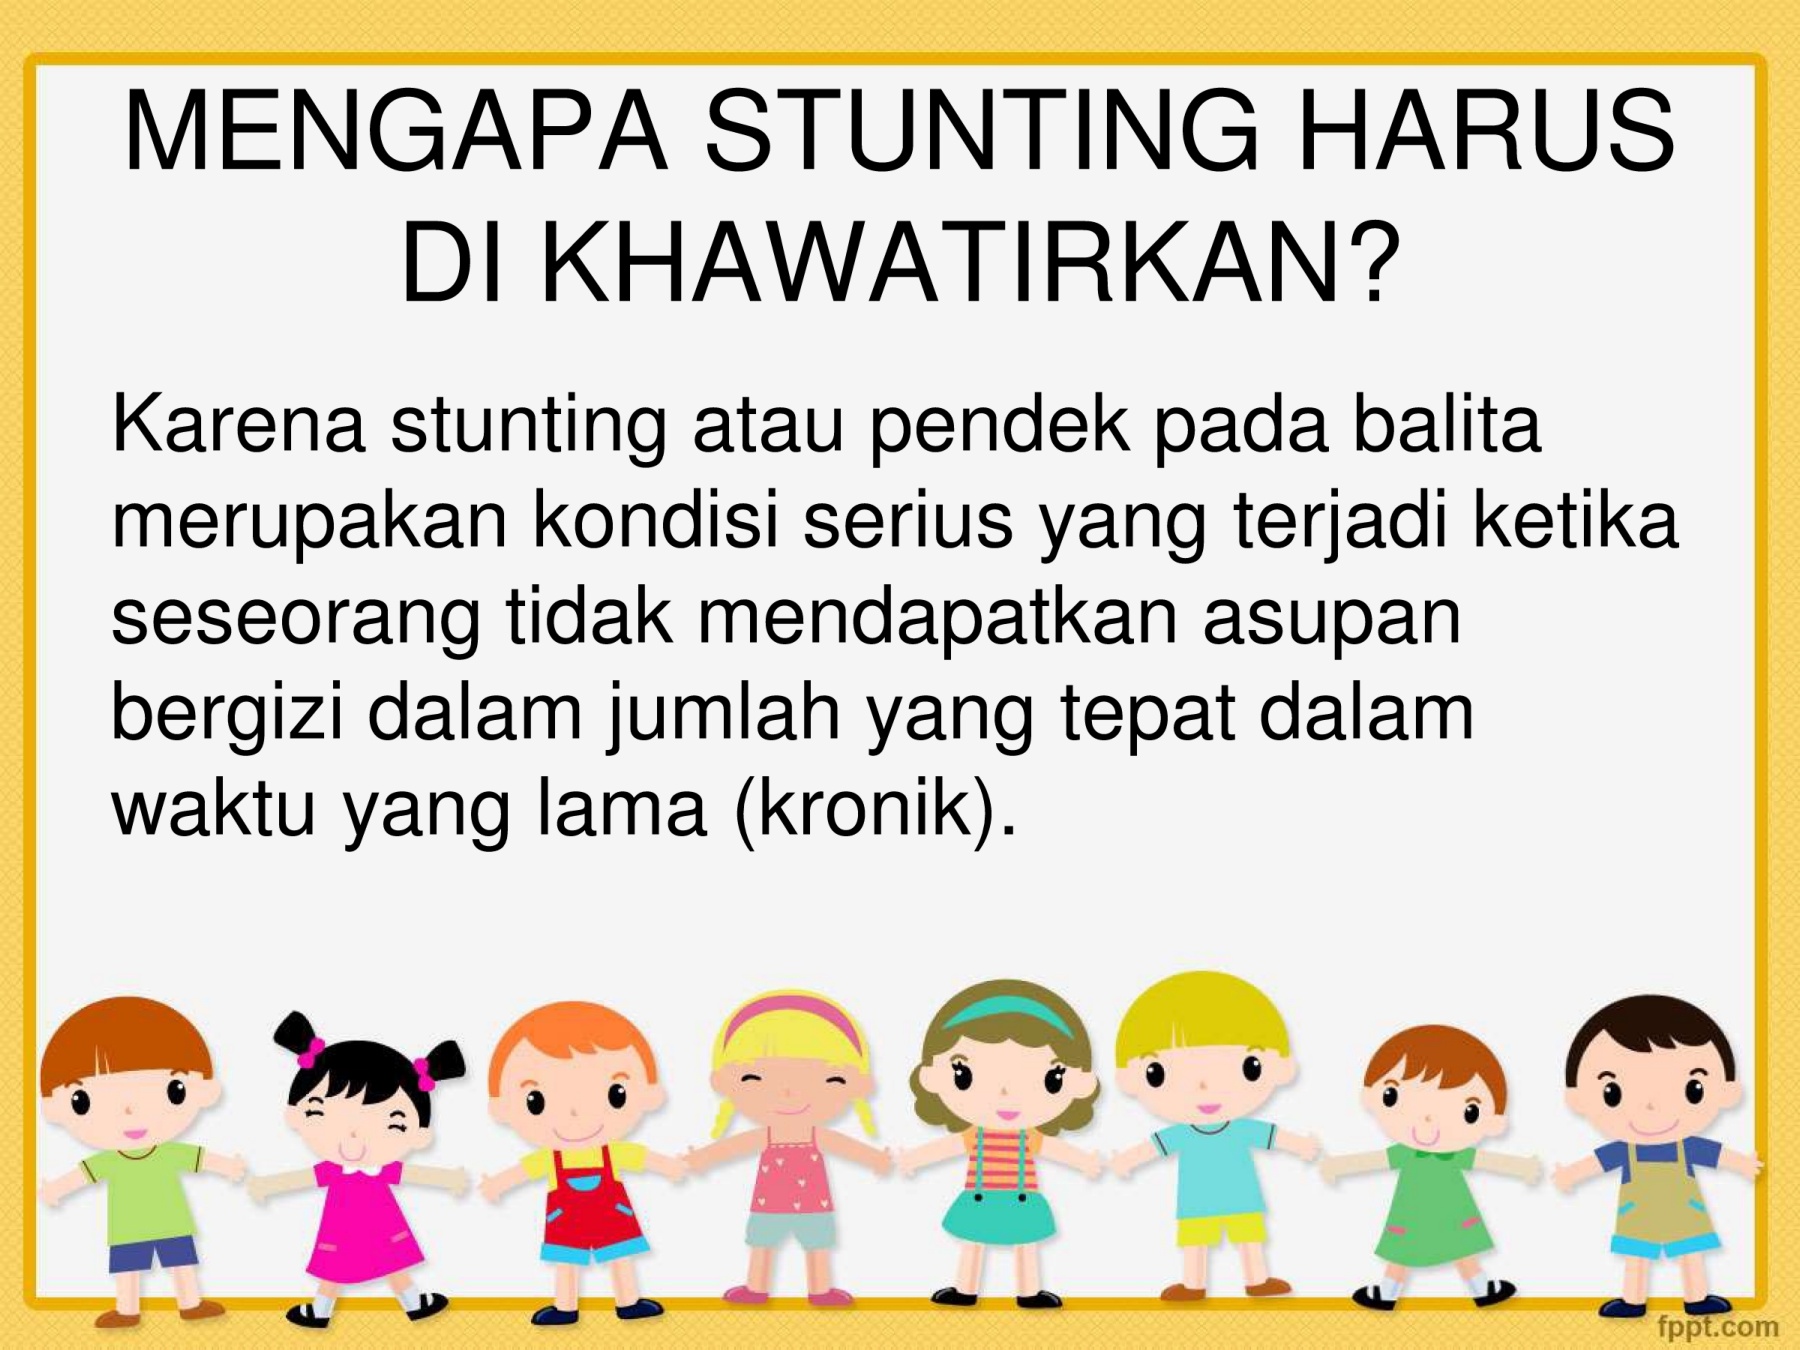 MENGAPA STUNTING HARUS
DI KHAWATIRKAN?
Karena stunting atau pendek pada balita
merupakan kondisi serius yang terjadi ketika
seseorang tidak mendapatkan asupan
bergizi dalam jumlah yang tepat dalam
waktu yang lama (kronik).
fppt.com